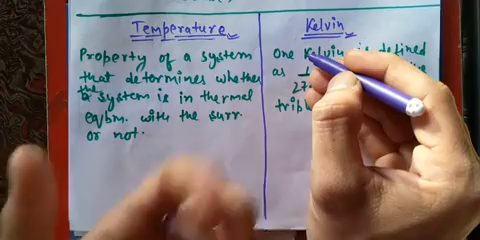 Temperature
Property of a system
that determines whether
the system is in thermal
eqbm. with the surr.
or not.
Kelvin
One Kelvin is defined
as 1